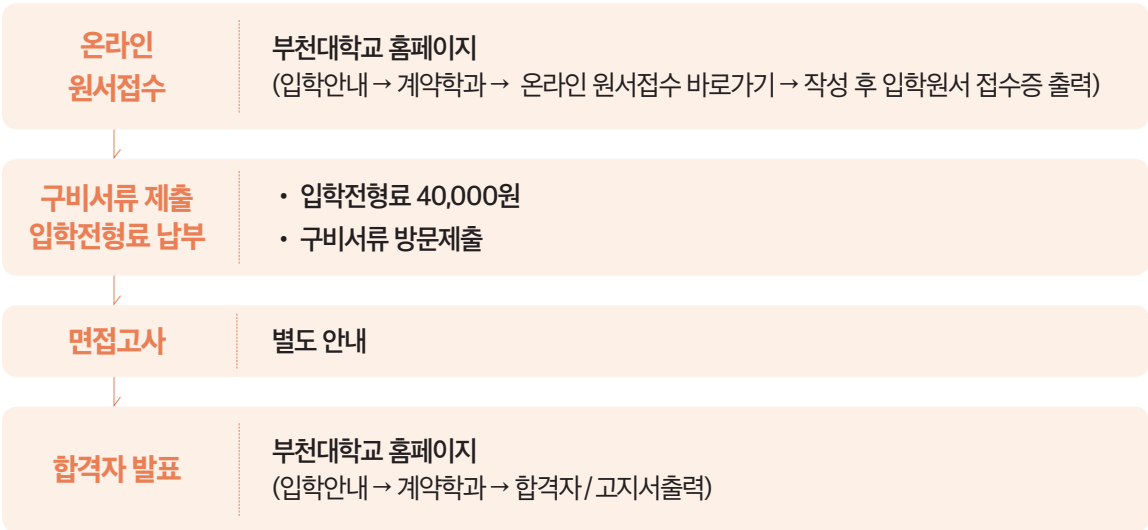 온라인
원서접수
부천대학교 홈페이지
(입학안내 → 계약학과 → 온라인 원서접수 바로가기 → 작성 후 입학원서 접수증 출력)
구비서류 제출
입학전형료 납부
• 입학전형료 40,000원
• 구비서류 방문제출
면접고사
별도 안내
합격자 발표
부천대학교 홈페이지
(입학안내 → 계약학과 → 합격자 / 고지서출력)